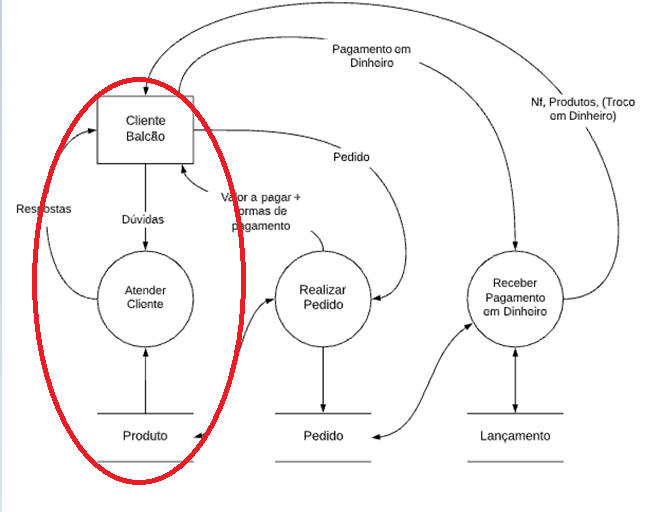 Pagamento em
Dinheiro
Nf, Produtos, (Troco
em Dinheiro)
Cliente
Balcão
Pedido
Valor a pagar +
formas de
pagamento
Respostas
Dúvidas
Atender
Cliente
Realizar
Pedido
Receber
Pagamento
em Dinheiro
Produto
Pedido
Lançamento